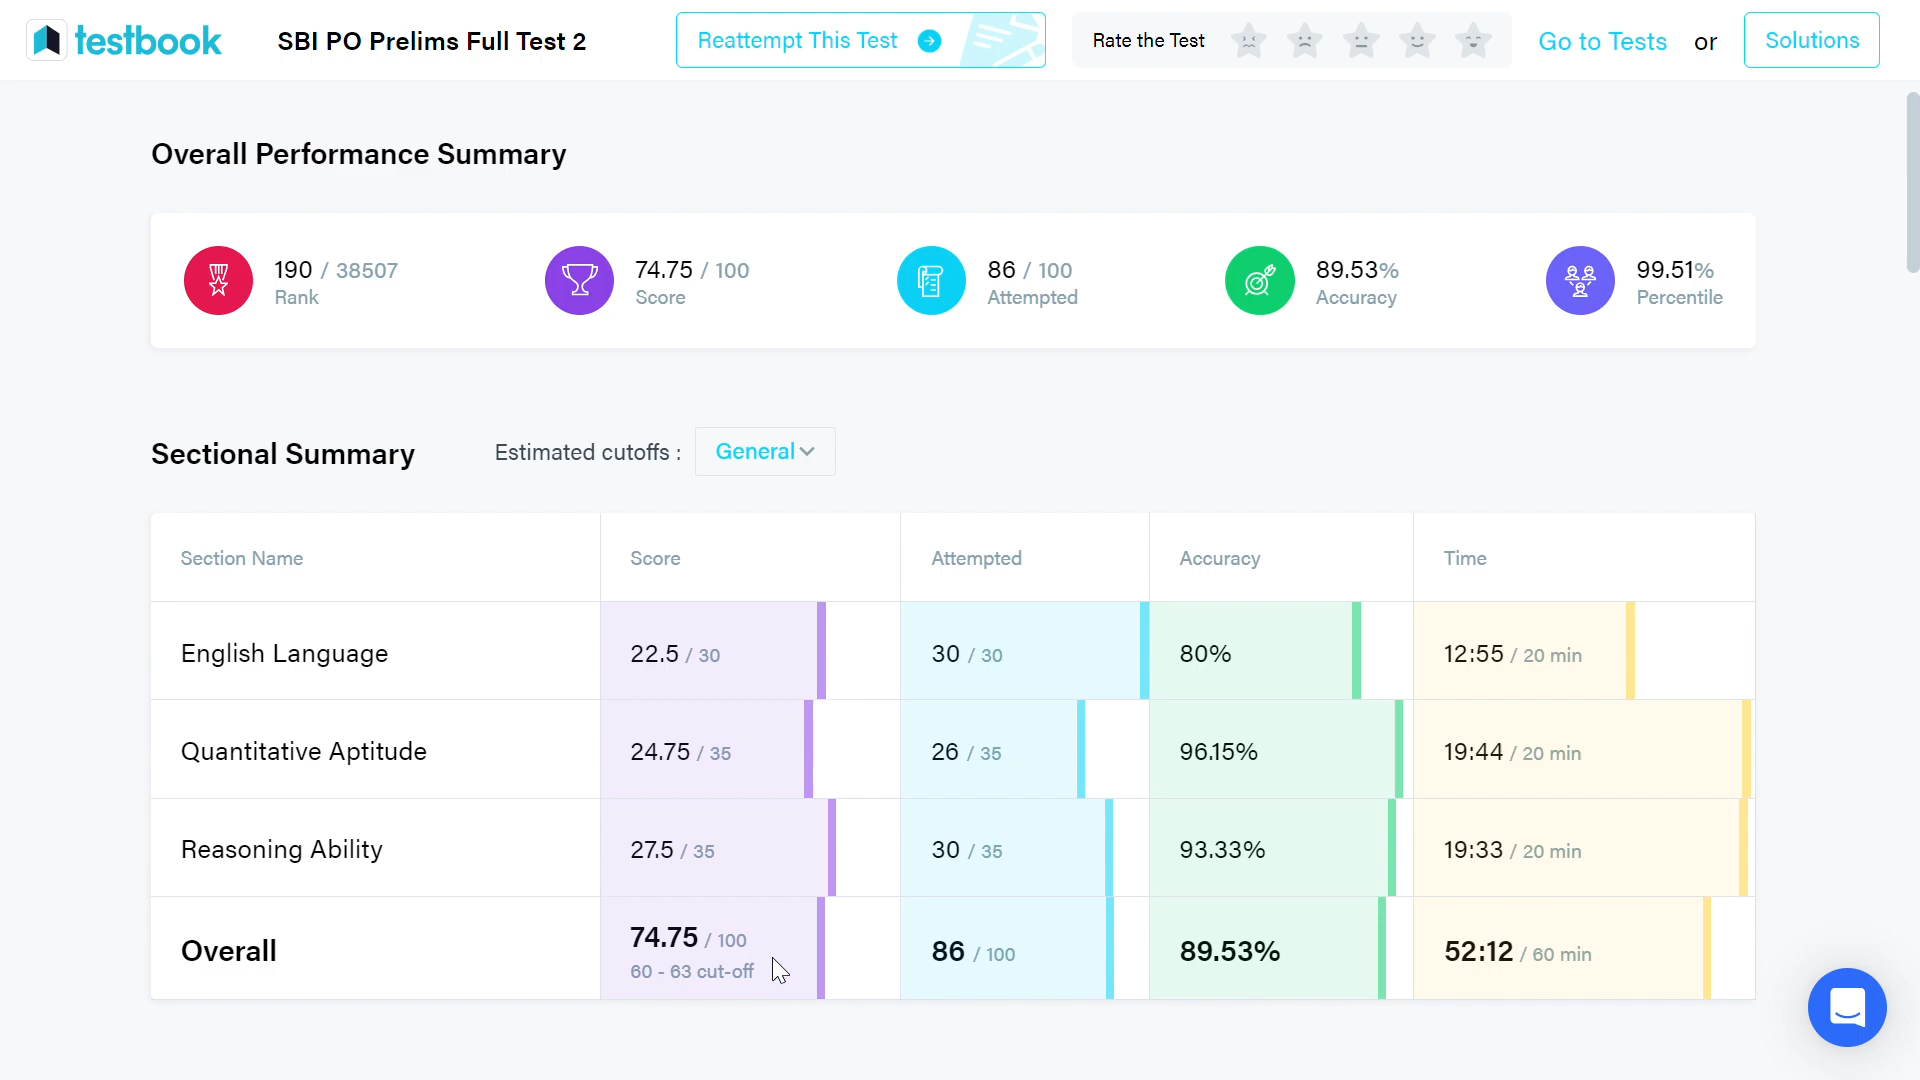 testbook
SBI PO Prelims Full Test 2
Reattempt This Test
Rate the Test
Go to Tests or
Solutions
Overall Performance Summary
190 / 38507
Rank
74.75 / 100
Score
86 / 100
Attempted
89.53%
Accuracy
99.51%
Percentile
Sectional Summary
Estimated cutoffs :
General
Section Name Score Attempted Accuracy Time
English Language 22.5 / 30 30 / 30 80% 12:55 / 20 min
Quantitative Aptitude 24.75 / 35 26 / 35 96.15% 19:44 / 20 min
Reasoning Ability 27.5 / 35 30 / 35 93.33% 19:33 / 20 min
Overall 74.75 / 100 86 / 100 89.53% 52:12 / 60 min
60 - 63 cut-off